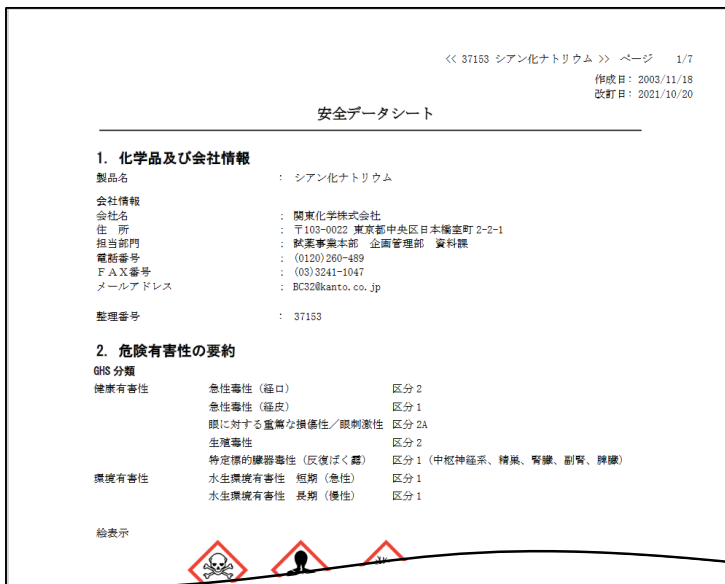 << 37153 シアン化ナトリウム >> ページ 1/7
作成日: 2003/11/18
改訂日: 2021/10/20
安全データシート
1. 化学品及び会社情報
製品名 : シアン化ナトリウム
会社情報
会社名 : 関東化学株式会社
住 所 : 〒103-0022 東京都中央区日本橋室町 2-2-1
担当部門 : 試薬事業本部 企画管理部 資料課
電話番号 : (0120)260-489
FAX番号 : (03)3241-1047
メールアドレス : BC32@kanto.co.jp
整理番号 : 37153
2. 危険有害性の要約
GHS 分類
健康有害性 急性毒性 (経口) 区分 2
急性毒性 (経皮) 区分 1
眼に対する重篤な損傷性/眼刺激性 区分 2A
生殖毒性 区分 2
特定標的臓器毒性 (反復ばく露) 区分 1 (中枢神経系、精巣、腎臓、副腎、脾臓)
環境有害性 水生環境有害性 短期 (急性) 区分 1
水生環境有害性 長期 (慢性) 区分 1
絵表示